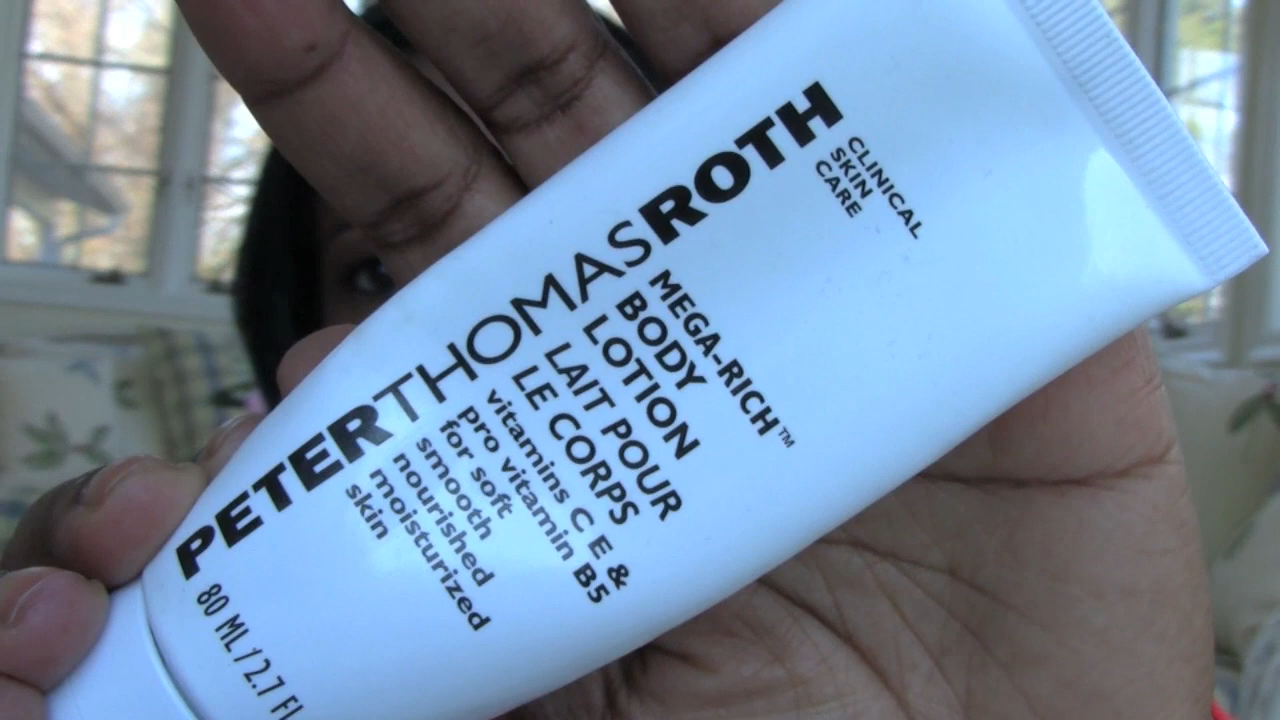 PETERTHOMASROTH
CLINICAL
SKIN
CARE
MEGA-RICH™
BODY
LOTION
LAIT POUR
LE CORPS
vitamins C E &
pro vitamin B5
for soft
smooth
nourished
moisturized
skin
80 ML/2.7 FL